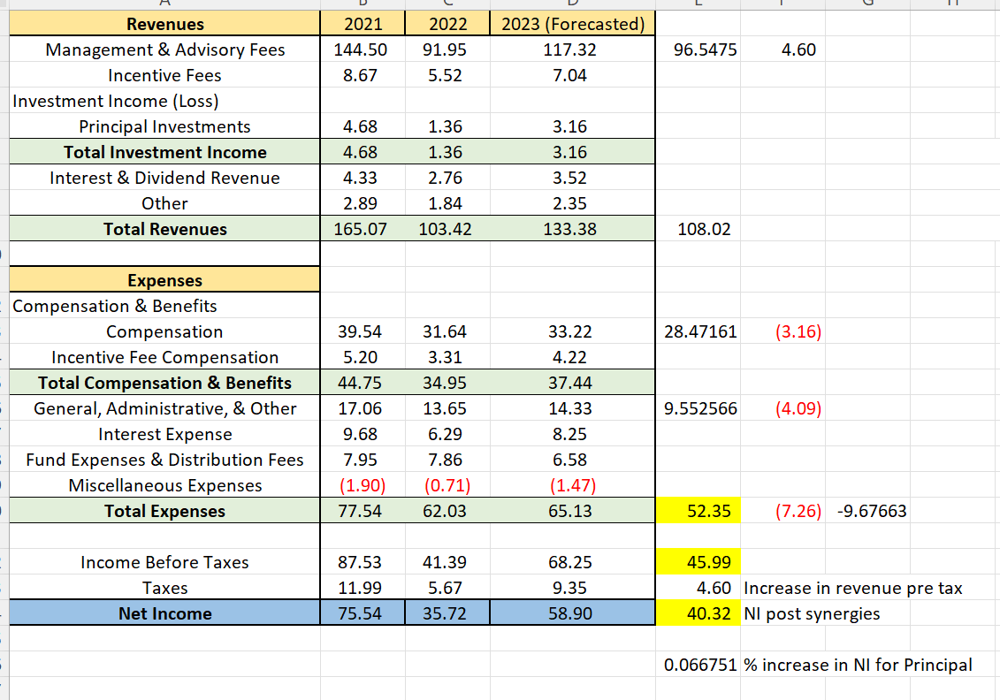 A B C D E F G H
Revenues 2021 2022 2023 (Forecasted)
Management & Advisory Fees 144.50 91.95 117.32 96.5475 4.60
Incentive Fees 8.67 5.52 7.04
Investment Income (Loss)
Principal Investments 4.68 1.36 3.16
Total Investment Income 4.68 1.36 3.16
Interest & Dividend Revenue 4.33 2.76 3.52
Other 2.89 1.84 2.35
Total Revenues 165.07 103.42 133.38 108.02
Expenses
Compensation & Benefits
Compensation 39.54 31.64 33.22 28.47161 (3.16)
Incentive Fee Compensation 5.20 3.31 4.22
Total Compensation & Benefits 44.75 34.95 37.44
General, Administrative, & Other 17.06 13.65 14.33 9.552566 (4.09)
Interest Expense 9.68 6.29 8.25
Fund Expenses & Distribution Fees 7.95 7.86 6.58
Miscellaneous Expenses (1.90) (0.71) (1.47)
Total Expenses 77.54 62.03 65.13 52.35 (7.26) -9.67663
Income Before Taxes 87.53 41.39 68.25 45.99
Taxes 11.99 5.67 9.35 4.60 Increase in revenue pre tax
Net Income 75.54 35.72 58.90 40.32 NI post synergies
0.066751 % increase in NI for Principal